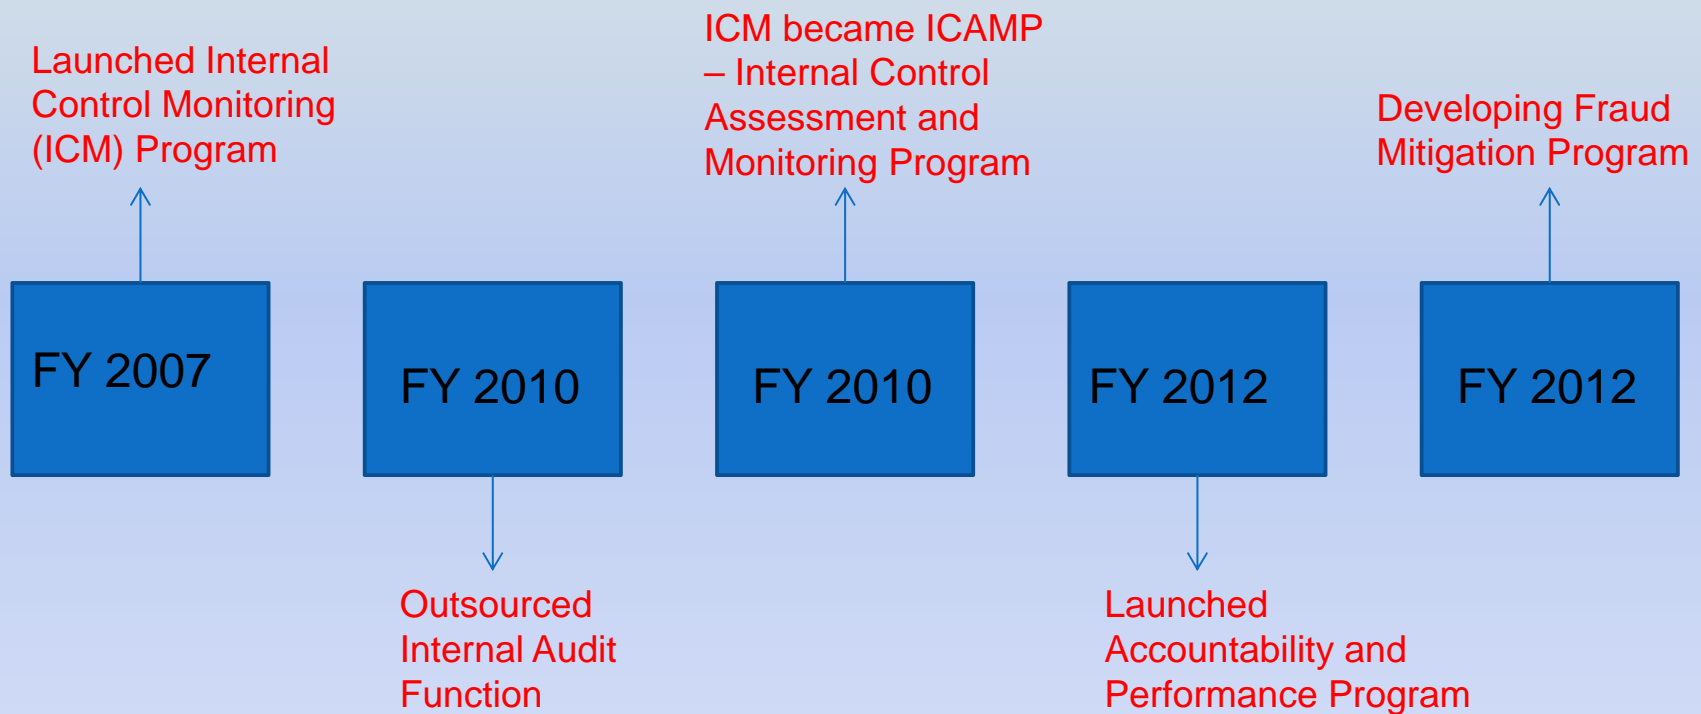 Launched Internal
Control Monitoring
(ICM) Program
ICM became ICAMP
– Internal Control
Assessment and
Monitoring Program
Developing Fraud
Mitigation Program
FY 2007
FY 2010
FY 2010
FY 2012
FY 2012
Outsourced
Internal Audit
Function
Launched
Accountability and
Performance Program